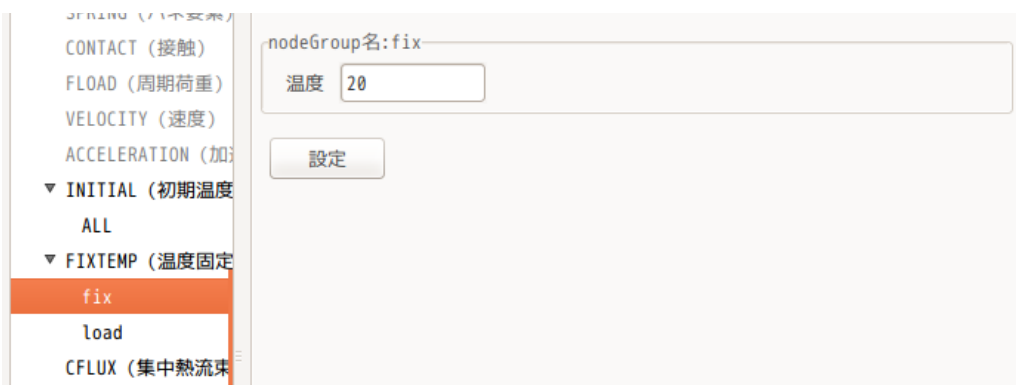 CONTACT (接触)
FLOAD (周期荷重)
VELOCITY (速度)
ACCELERATION (加
▼ INITIAL (初期温度
ALL
▼ FIXTEMP (温度固定
fix
load
CFLUX (集中熱流束
nodeGroup名:fix
温度 20
設定